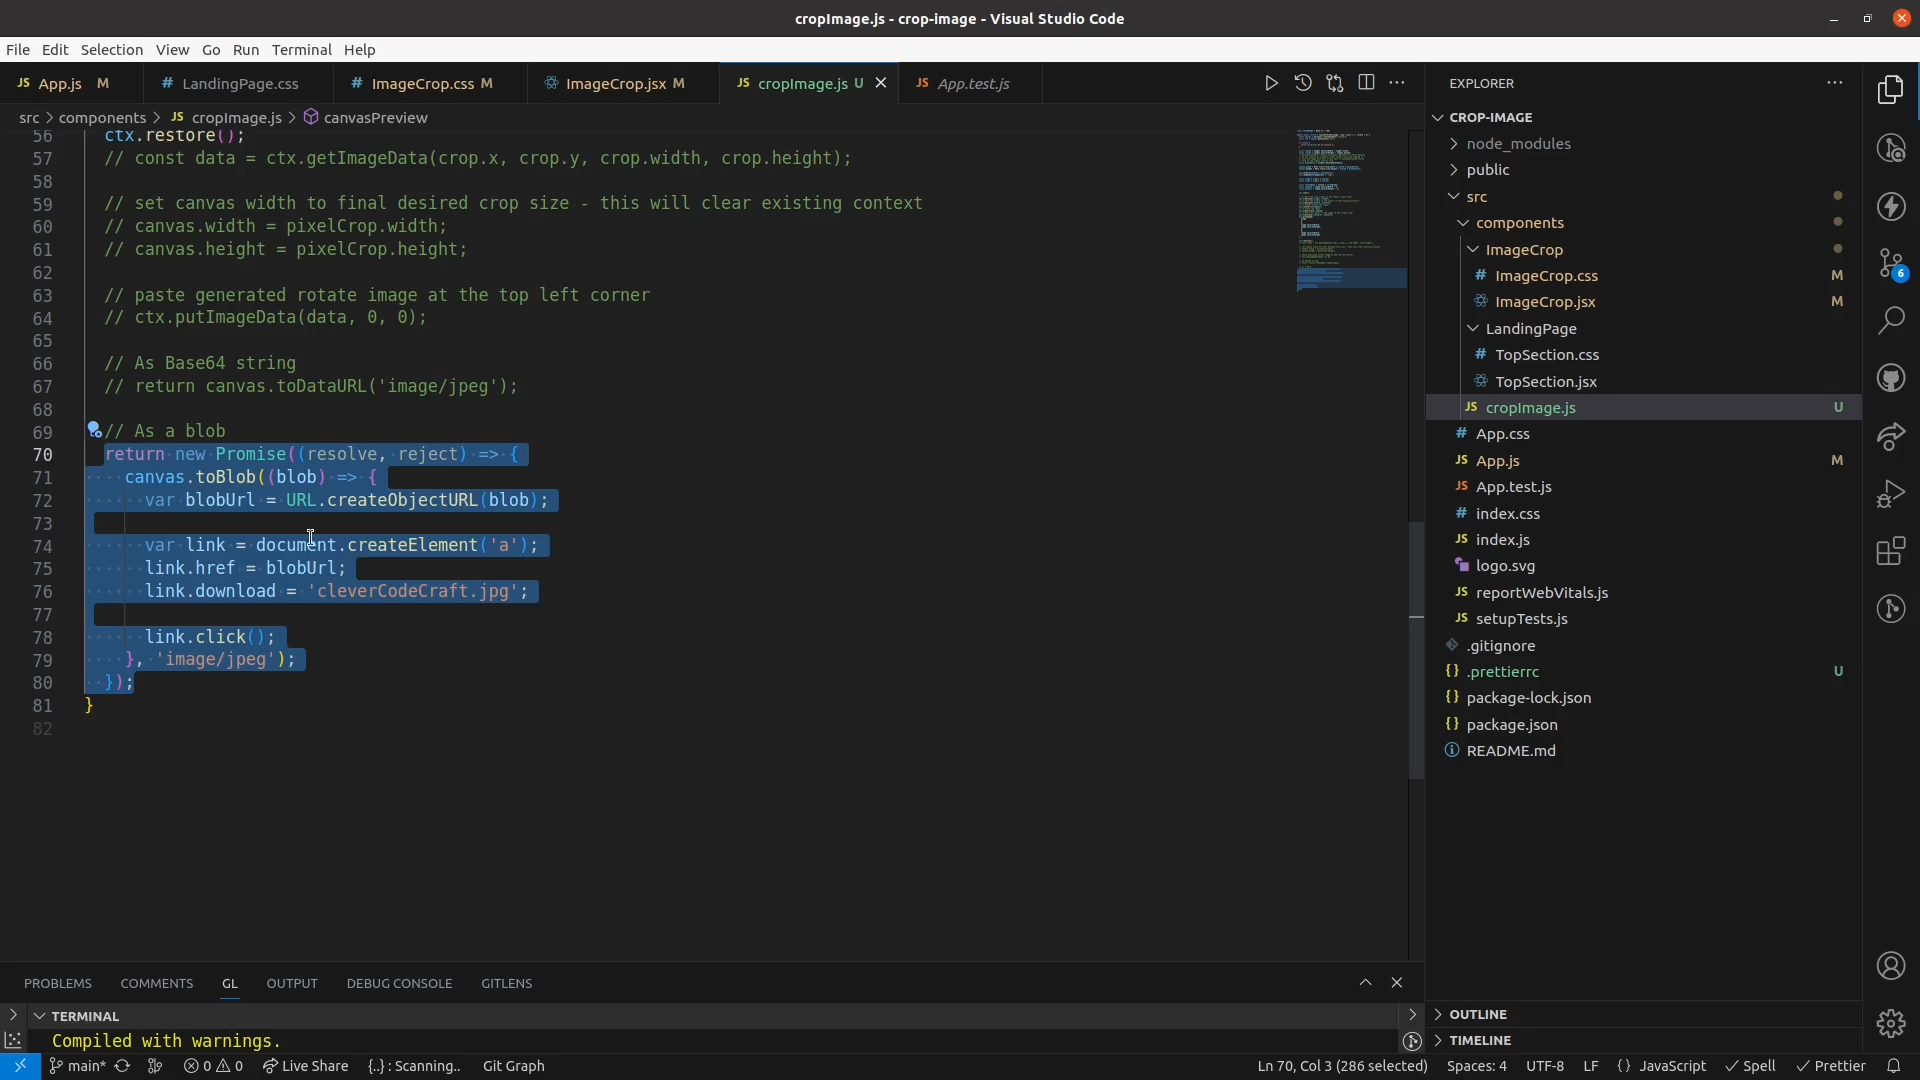 cropImage.js - crop-image - Visual Studio Code
File Edit Selection View Go Run Terminal Help
JS App.js M # LandingPage.css # ImageCrop.css M ImageCrop.jsx M JS cropImage.js U JS App.test.js
src > components > JS cropImage.js > canvasPreview
56 ctx.restore();
57 // const data = ctx.getImageData(crop.x, crop.y, crop.width, crop.height);
58
59 // set canvas width to final desired crop size - this will clear existing context
60 // canvas.width = pixelCrop.width;
61 // canvas.height = pixelCrop.height;
62
63 // paste generated rotate image at the top left corner
64 // ctx.putImageData(data, 0, 0);
65
66 // As Base64 string
67 // return canvas.toDataURL('image/jpeg');
68
69 // As a blob
70 return new Promise((resolve, reject) => {
71 canvas.toBlob((blob) => {
72 var blobUrl = URL.createObjectURL(blob);
73
74 var link = document.createElement('a');
75 link.href = blobUrl;
76 link.download = 'cleverCodeCraft.jpg';
77
78 link.click();
79 }, 'image/jpeg');
80 });
81 }
82
EXPLORER
CROP-IMAGE
node_modules
public
src
components
ImageCrop
# ImageCrop.css M
ImageCrop.jsx M
LandingPage
# TopSection.css
TopSection.jsx
JS cropImage.js U
# App.css
JS App.js M
JS App.test.js
# index.css
JS index.js
logo.svg
JS reportWebVitals.js
JS setupTests.js
.gitignore
{} .prettierrc U
{} package-lock.json
{} package.json
README.md
OUTLINE
TIMELINE
6
PROBLEMS COMMENTS GL OUTPUT DEBUG CONSOLE GITLENS
TERMINAL
Compiled with warnings.
main* 0 0 Live Share {..} : Scanning.. Git Graph Ln 70, Col 3 (286 selected) Spaces: 4 UTF-8 LF {} JavaScript Spell Prettier